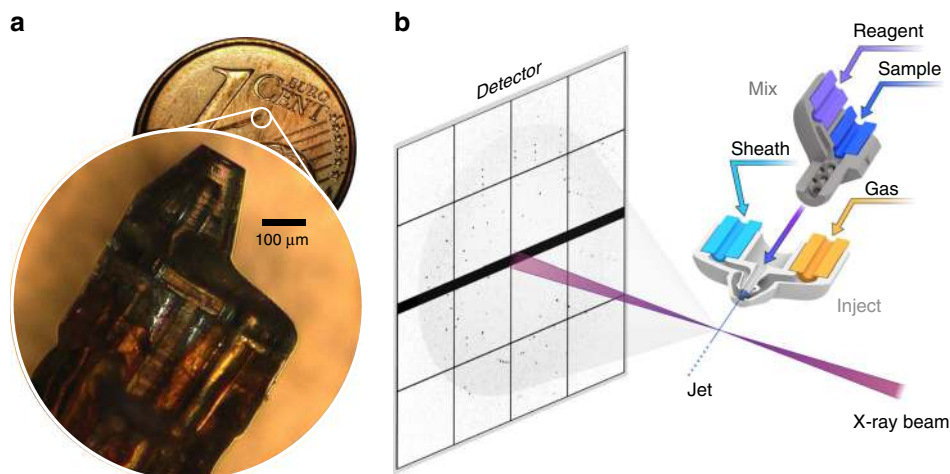 a
1
EURO
CENT
100 μm
b
Detector
Mix
Reagent
Sample
Sheath
Gas
Inject
Jet
X-ray beam